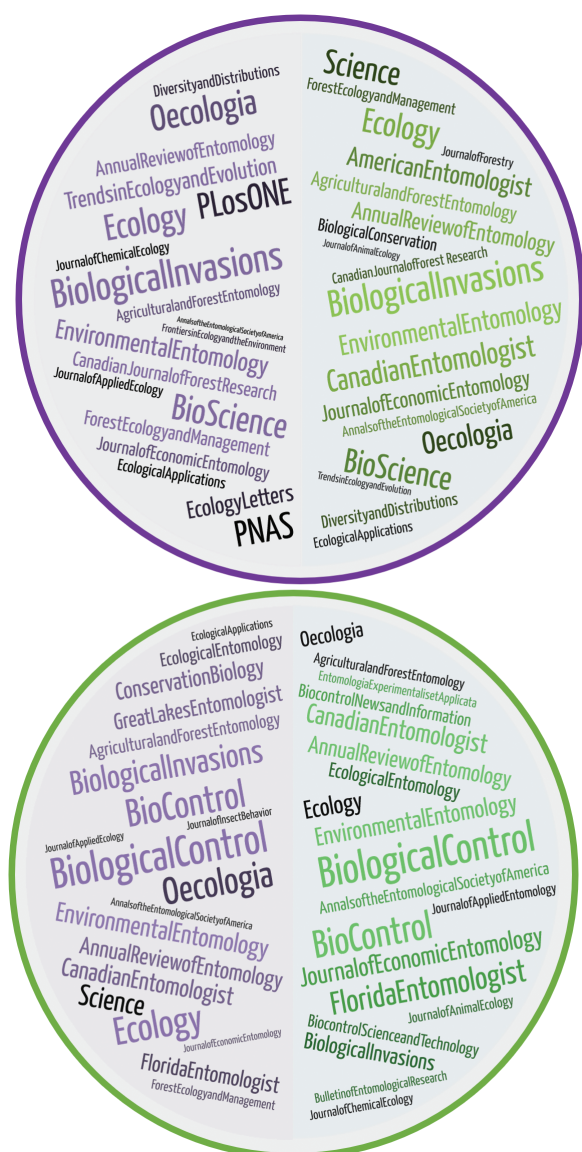 DiversityandDistributions
Oecologia
AnnualReviewofEntomology
TrendsinEcologyandEvolution
PLosONE
Ecology
JournalofChemicalEcology
BiologicalInvasions
AgriculturalandForestEntomology
AnnalsoftheEntomologicalSocietyofAmerica
FrontiersinEcologyandtheEnvironment
EnvironmentalEntomology
CanadianJournalofForestResearch
JournalofAppliedEcology
BioScience
ForestEcologyandManagement
JournalofEconomicEntomology
EcologicalApplications
EcologyLetters
PNAS
Science
ForestEcologyandManagement
Ecology
JournalofForestry
AmericanEntomologist
AgriculturalandForestEntomology
AnnualReviewofEntomology
BiologicalConservation
JournalofAnimalEcology
CanadianJournalofForest Research
BiologicalInvasions
EnvironmentalEntomology
CanadianEntomologist
JournalofEconomicEntomology
AnnalsoftheEntomologicalSocietyofAmerica
Oecologia
BioScience
TrendsinEcologyandEvolution
DiversityandDistributions
EcologicalApplications
EcologicalApplications
EcologicalEntomology
ConservationBiology
GreatLakesEntomologist
AgriculturalandForestEntomology
BiologicalInvasions
BioControl
JournalofInsectBehavior
JournalofAppliedEcology
BiologicalControl
Oecologia
AnnalsoftheEntomologicalSocietyofAmerica
EnvironmentalEntomology
AnnualReviewofEntomology
CanadianEntomologist
Science
Ecology
JournalofEconomicEntomology
FloridaEntomologist
ForestEcologyandManagement
Oecologia
AgriculturalandForestEntomology
EntomologiaExperimentalisetApplicata
BiocontrolNewsandInformation
CanadianEntomologist
AnnualReviewofEntomology
EcologicalEntomology
Ecology
EnvironmentalEntomology
BiologicalControl
AnnalsoftheEntomologicalSocietyofAmerica
JournalofAppliedEntomology
BioControl
JournalofEconomicEntomology
FloridaEntomologist
JournalofAnimalEcology
BiocontrolScienceandTechnology
BiologicalInvasions
BulletinofEntomologicalResearch
JournalofChemicalEcology